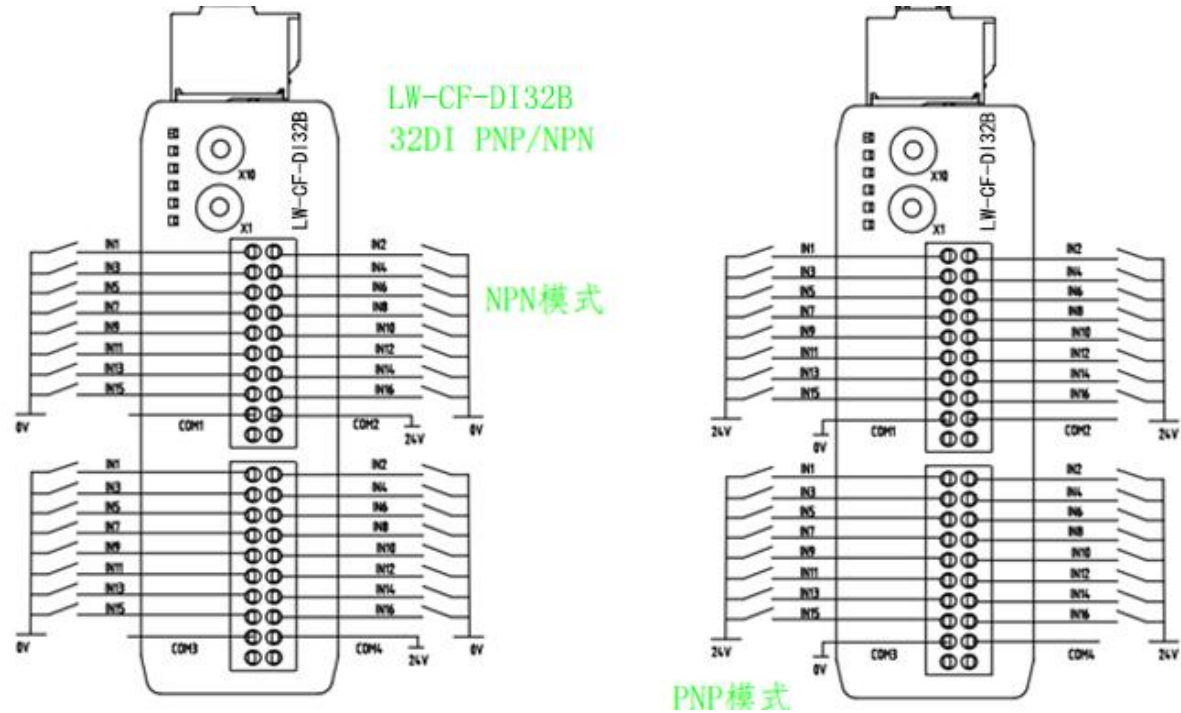 LW-CF-DI32B
32DI PNP/NPN
NPN模式
X10
X1
LW-CF-DI32B
IN1 IN2
IN3 IN4
IN5 IN6
IN7 IN8
IN9 IN10
IN11 IN12
IN13 IN14
IN15 IN16
0V COM1 COM2 24V 0V
IN1 IN2
IN3 IN4
IN5 IN6
IN7 IN8
IN9 IN10
IN11 IN12
IN13 IN14
IN15 IN16
0V COM3 COM4 24V 0V
X10
X1
LW-CF-DI32B
IN1 IN2
IN3 IN4
IN5 IN6
IN7 IN8
IN9 IN10
IN11 IN12
IN13 IN14
IN15 IN16
24V 0V COM1 COM2 24V
IN1 IN2
IN3 IN4
IN5 IN6
IN7 IN8
IN9 IN10
IN11 IN12
IN13 IN14
IN15 IN16
24V 0V COM3 COM4 24V
PNP模式